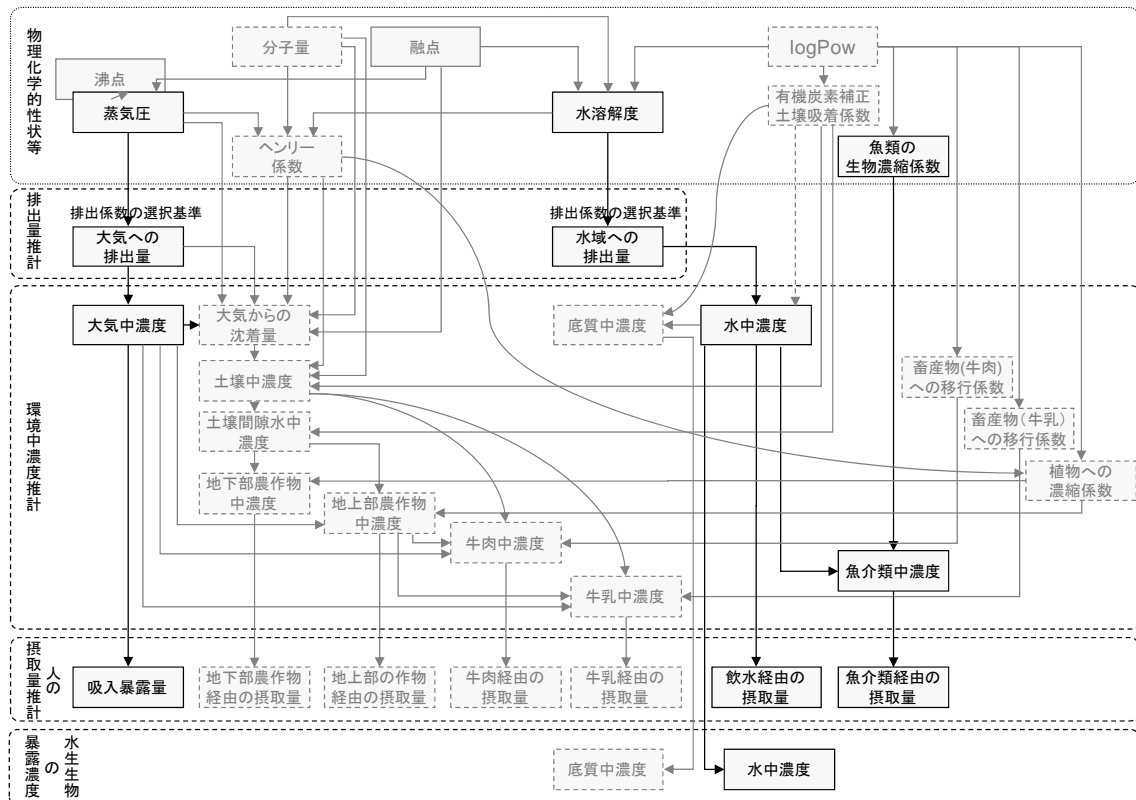 物理化学的性状等
分子量
融点
logPow
沸点
蒸気圧
水溶解度
有機炭素補正
土壌吸着係数
ヘンリー
係数
魚類の
生物濃縮係数
排出量推計
排出係数の選択基準
大気への
排出量
排出係数の選択基準
水域への
排出量
環境中濃度推計
大気中濃度
大気からの
沈着量
底質中濃度
水中濃度
土壌中濃度
畜産物(牛肉)
への移行係数
土壌間隙水中
濃度
畜産物(牛乳)
への移行係数
地下部農作物
中濃度
植物への
濃縮係数
地上部農作物
中濃度
牛肉中濃度
魚介類中濃度
牛乳中濃度
人の
摂取量推計
吸入暴露量
地下部農作物
経由の摂取量
地上部の作物
経由の摂取量
牛肉経由の
摂取量
牛乳経由の
摂取量
飲水経由の
摂取量
魚介類経由の
摂取量
水生生物
の
暴露濃度
底質中濃度
水中濃度